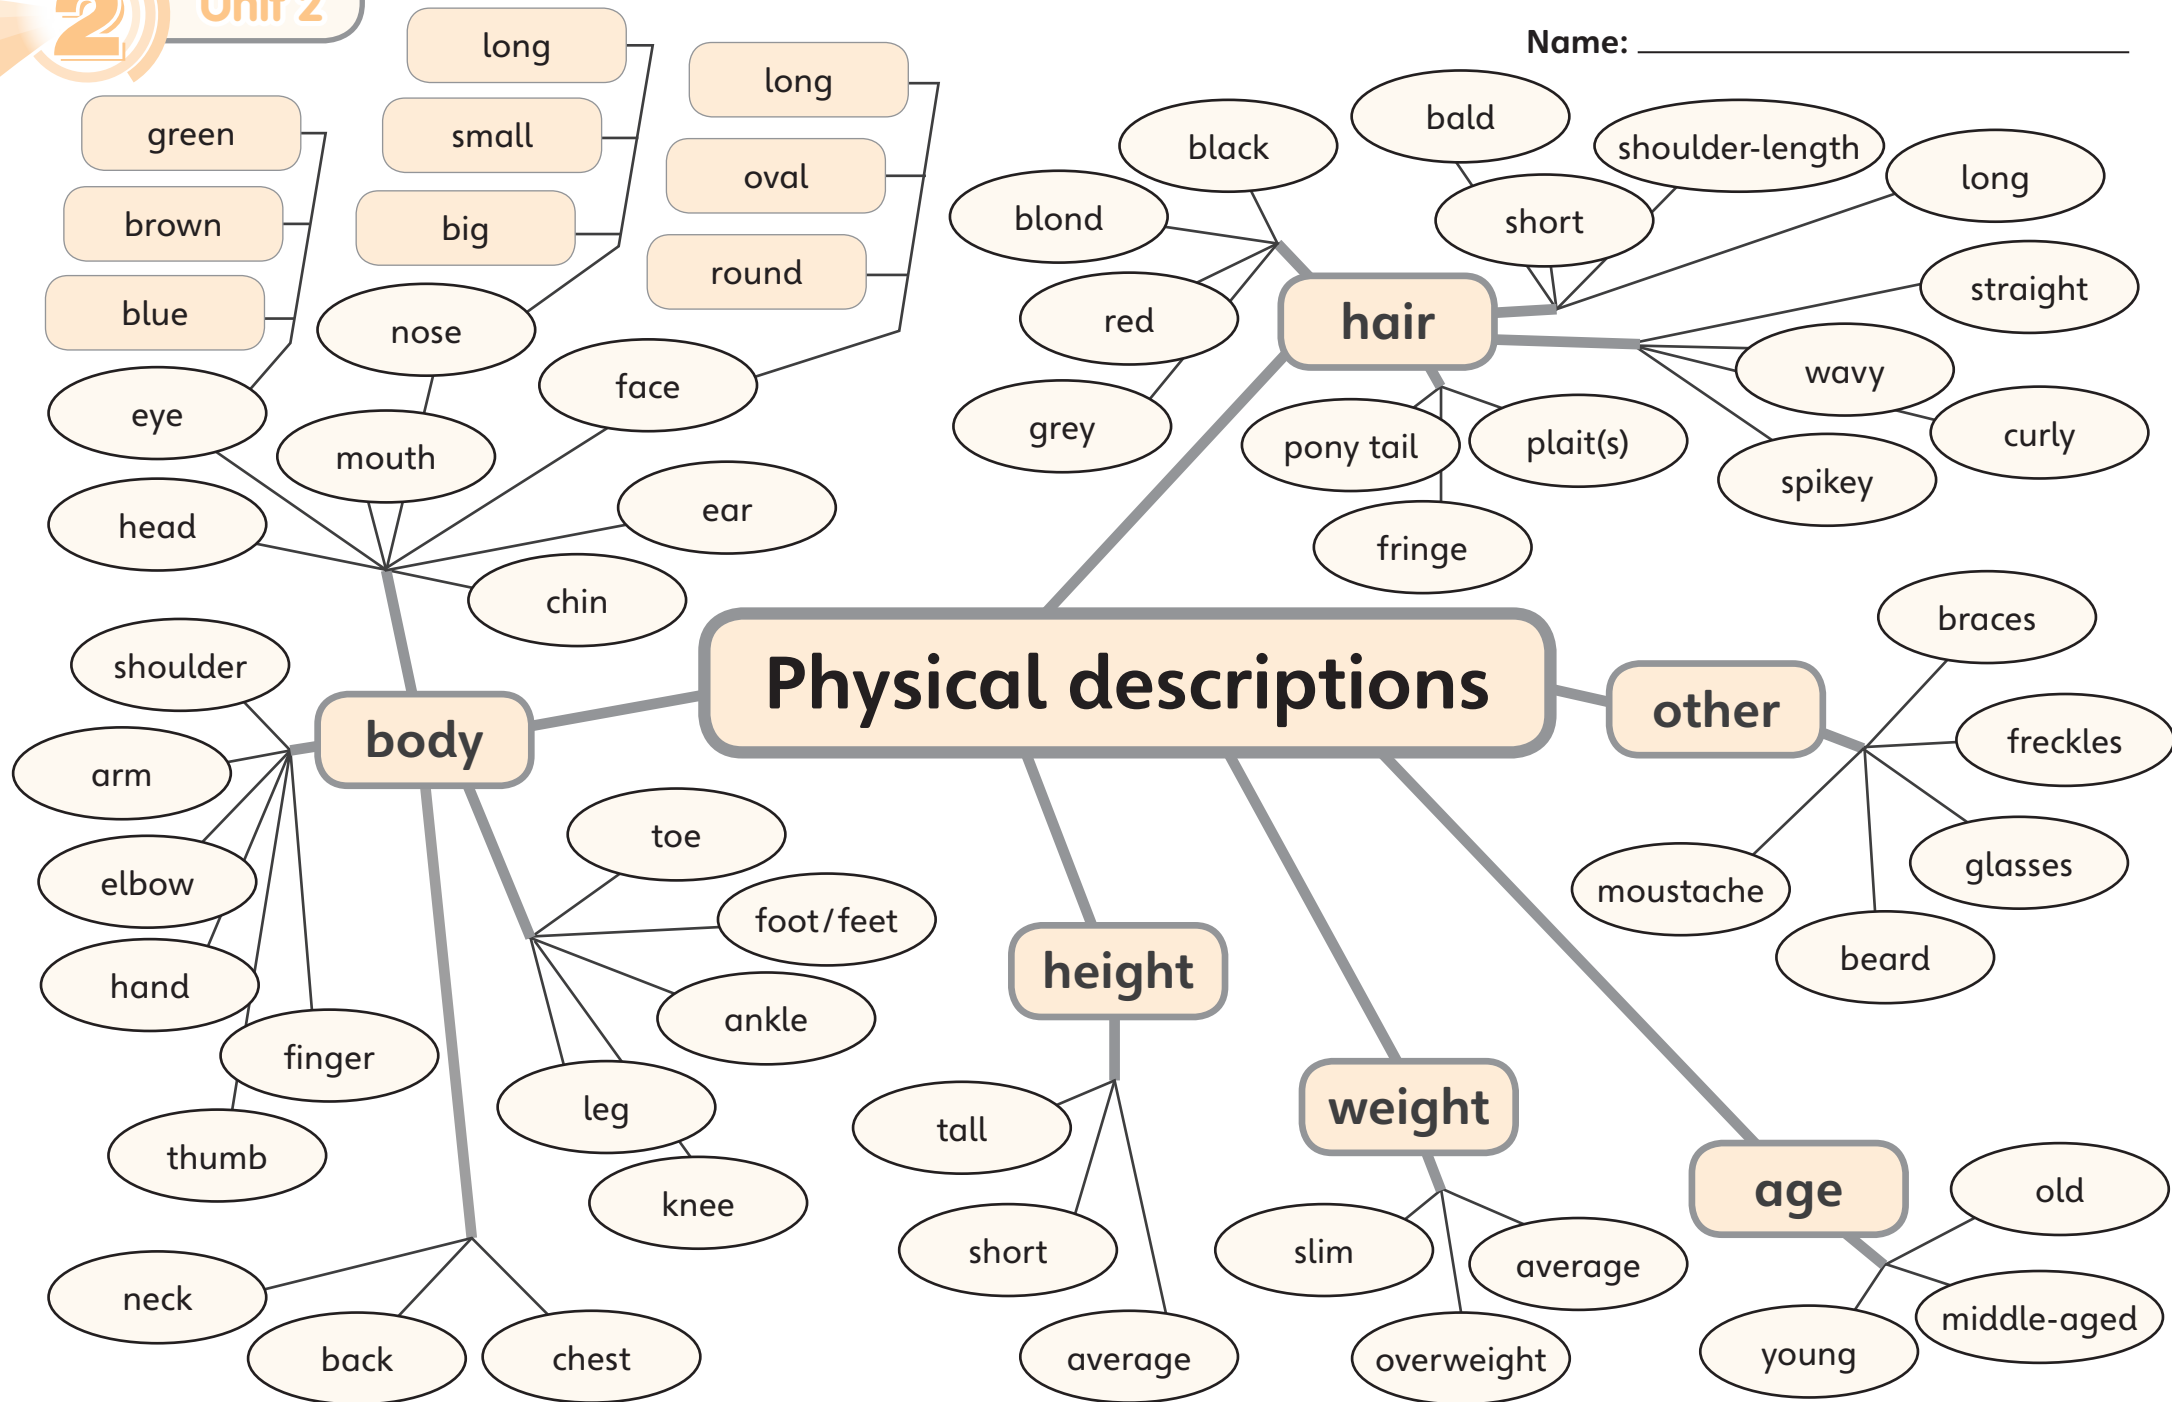 2
Unit 2
Name:
long
small
big
long
oval
round
green
brown
blue
nose
face
eye
mouth
head
ear
chin
black
blond
red
grey
bald
shoulder-length
short
long
hair
straight
wavy
curly
spikey
pony tail
plait(s)
fringe
Physical descriptions
body
shoulder
arm
elbow
hand
finger
thumb
toe
foot/feet
ankle
leg
knee
neck
back
chest
height
tall
short
average
weight
slim
average
overweight
age
old
middle-aged
young
other
braces
freckles
glasses
beard
moustache